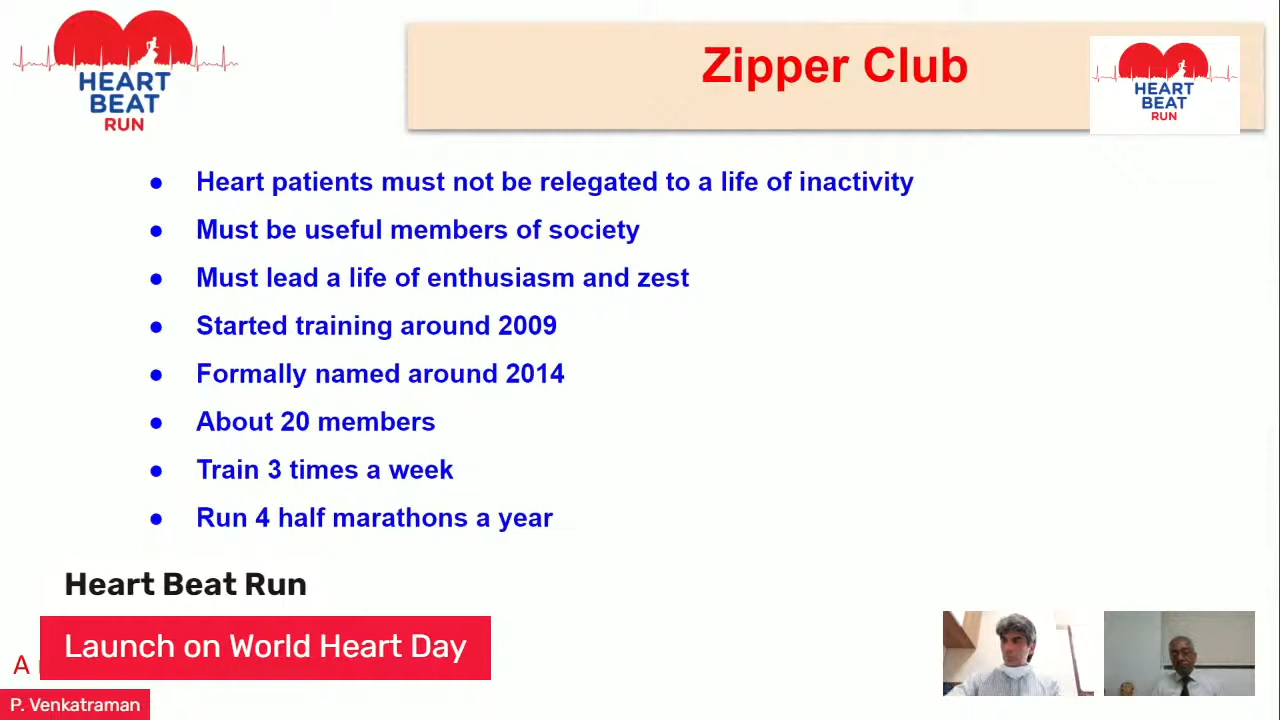 HEART
BEAT
RUN
Zipper Club
HEART
BEAT
RUN
● Heart patients must not be relegated to a life of inactivity
● Must be useful members of society
● Must lead a life of enthusiasm and zest
● Started training around 2009
● Formally named around 2014
● About 20 members
● Train 3 times a week
● Run 4 half marathons a year
Heart Beat Run
Launch on World Heart Day
A
P. Venkatraman